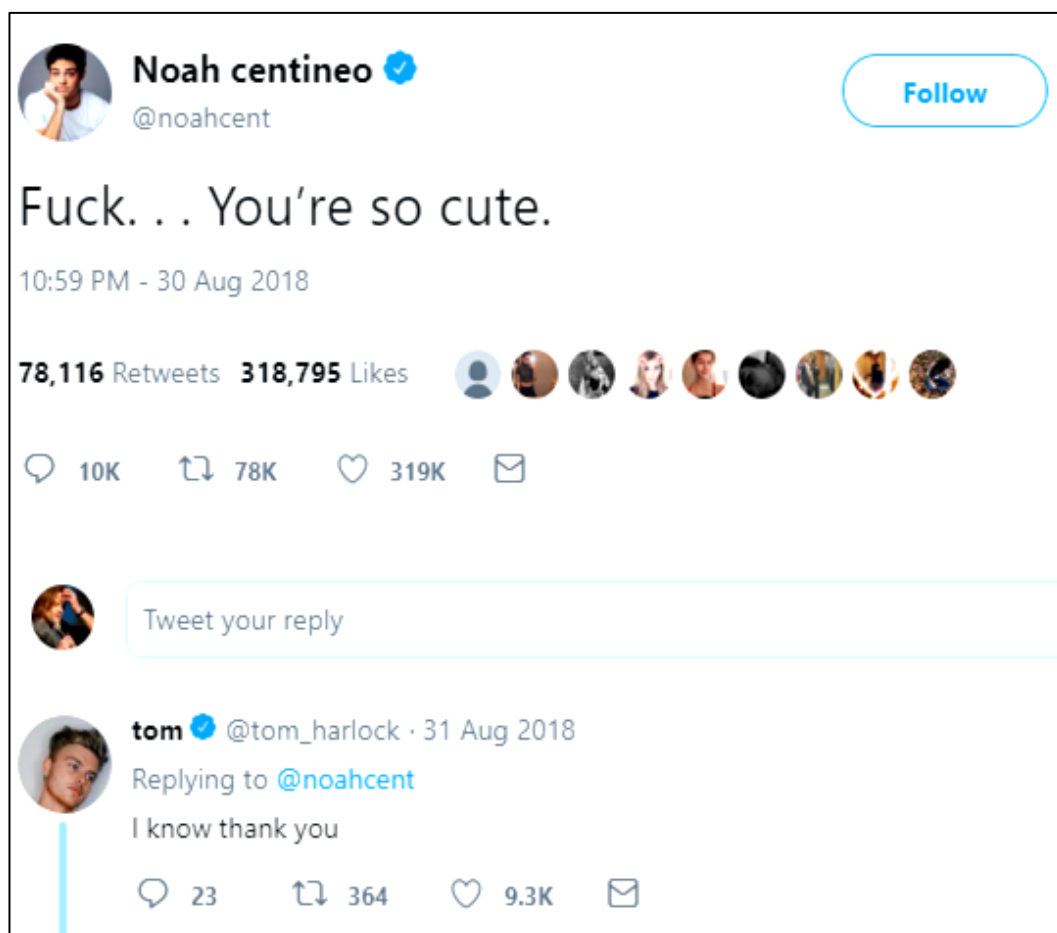 Noah centineo
@noahcent
Follow
Fuck. . . You're so cute.
10:59 PM - 30 Aug 2018
78,116 Retweets 318,795 Likes
10K 78K 319K
Tweet your reply
tom @tom_harlock · 31 Aug 2018
Replying to @noahcent
I know thank you
23 364 9.3K